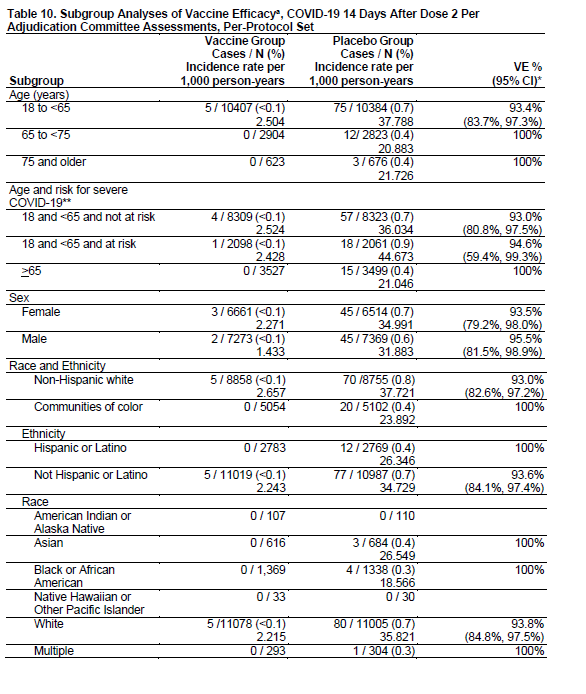 Table 10. Subgroup Analyses of Vaccine Efficacyᵃ, COVID-19 14 Days After Dose 2 Per
Adjudication Committee Assessments, Per-Protocol Set
Vaccine Group Placebo Group
Cases / N (%) Cases / N (%)
Incidence rate per Incidence rate per VE %
Subgroup 1,000 person-years 1,000 person-years (95% CI)*
Age (years)
18 to <65 5 / 10407 (<0.1) 75 / 10384 (0.7) 93.4%
2.504 37.788 (83.7%, 97.3%)
65 to <75 0 / 2904 12/ 2823 (0.4) 100%
20.883
75 and older 0 / 623 3 / 676 (0.4) 100%
21.726
Age and risk for severe
COVID-19**
18 and <65 and not at risk 4 / 8309 (<0.1) 57 / 8323 (0.7) 93.0%
2.524 36.034 (80.8%, 97.5%)
18 and <65 and at risk 1 / 2098 (<0.1) 18 / 2061 (0.9) 94.6%
2.428 44.673 (59.4%, 99.3%)
≥65 0 / 3527 15 / 3499 (0.4) 100%
21.046
Sex
Female 3 / 6661 (<0.1) 45 / 6514 (0.7) 93.5%
2.271 34.991 (79.2%, 98.0%)
Male 2 / 7273 (<0.1) 45 / 7369 (0.6) 95.5%
1.433 31.883 (81.5%, 98.9%)
Race and Ethnicity
Non-Hispanic white 5 / 8858 (<0.1) 70 /8755 (0.8) 93.0%
2.657 37.721 (82.6%, 97.2%)
Communities of color 0 / 5054 20 / 5102 (0.4) 100%
23.892
Ethnicity
Hispanic or Latino 0 / 2783 12 / 2769 (0.4) 100%
26.346
Not Hispanic or Latino 5 / 11019 (<0.1) 77 / 10987 (0.7) 93.6%
2.243 34.729 (84.1%, 97.4%)
Race
American Indian or 0 / 107 0 / 110
Alaska Native
Asian 0 / 616 3 / 684 (0.4) 100%
26.549
Black or African 0 / 1,369 4 / 1338 (0.3) 100%
American 18.566
Native Hawaiian or 0 / 33 0 / 30
Other Pacific Islander
White 5 /11078 (<0.1) 80 / 11005 (0.7) 93.8%
2.215 35.821 (84.8%, 97.5%)
Multiple 0 / 293 1 / 304 (0.3) 100%